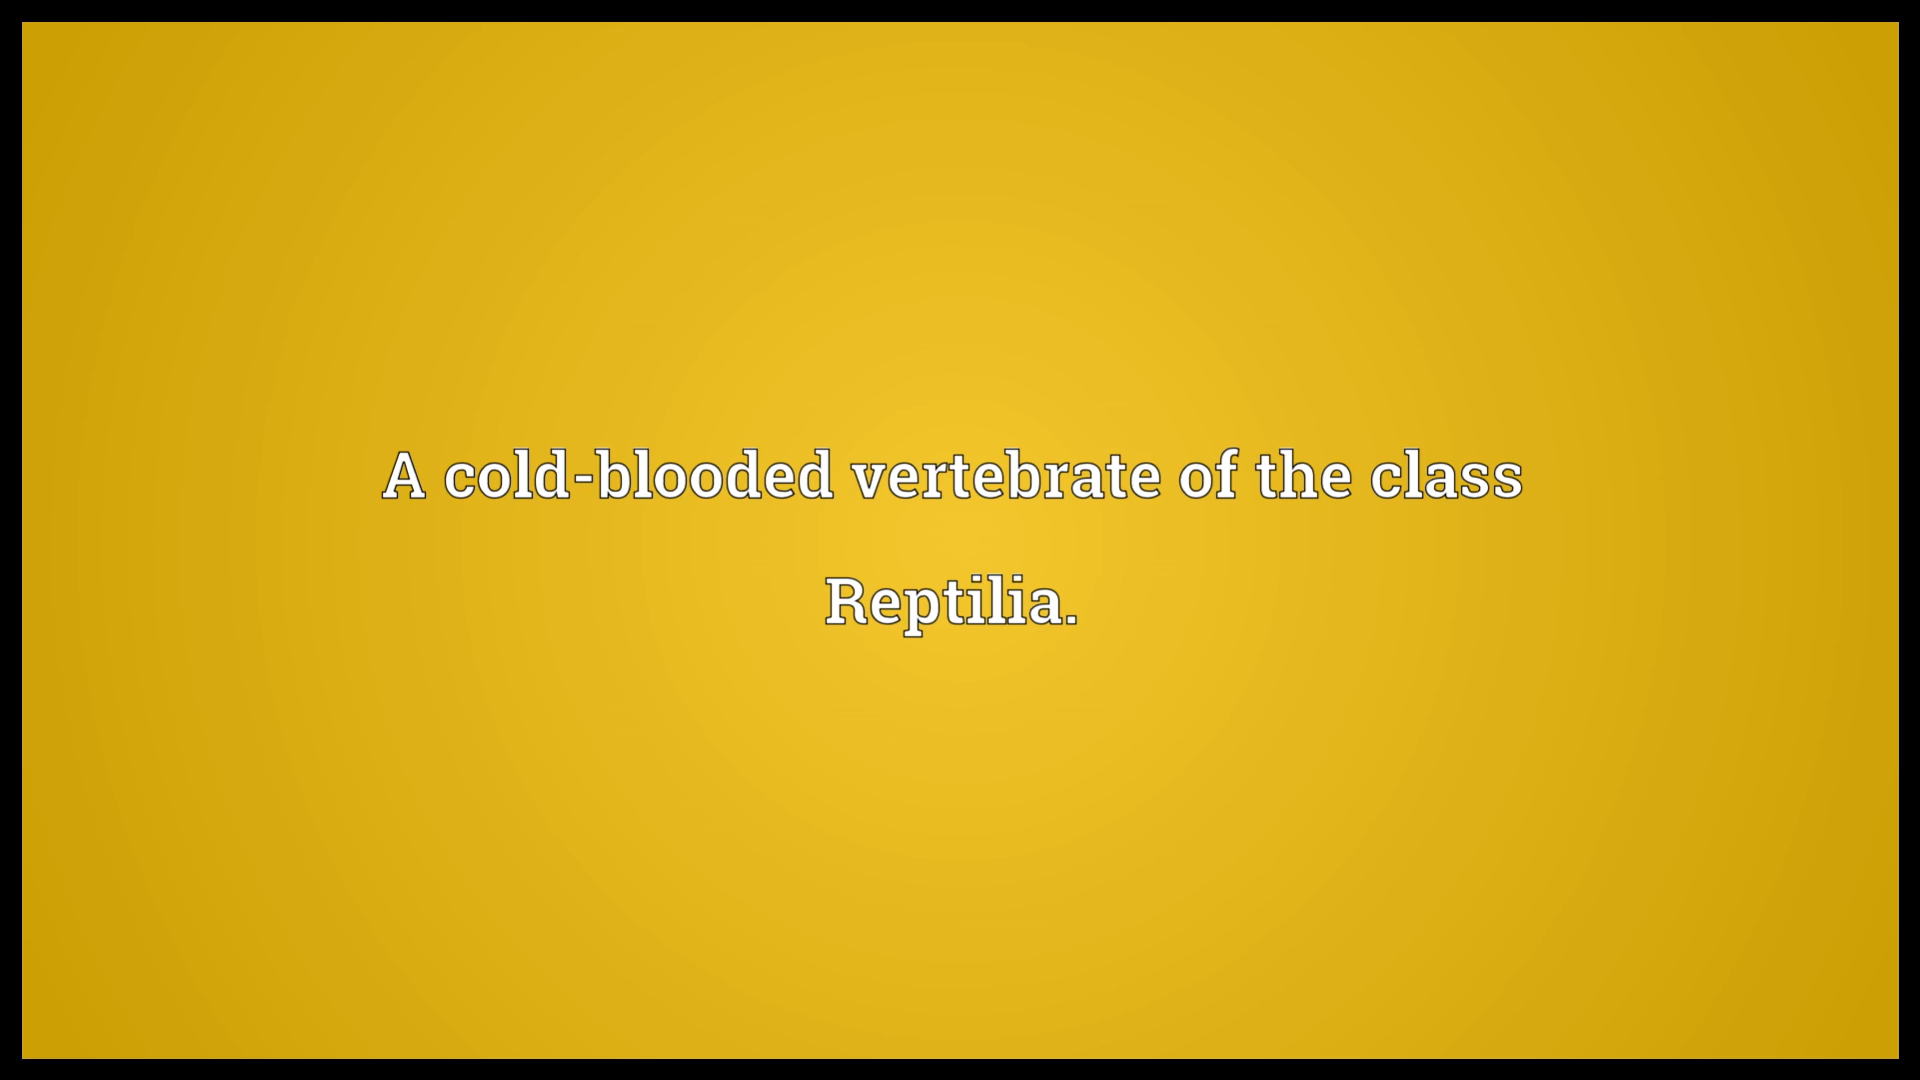 A cold-blooded vertebrate of the class
Reptilia.